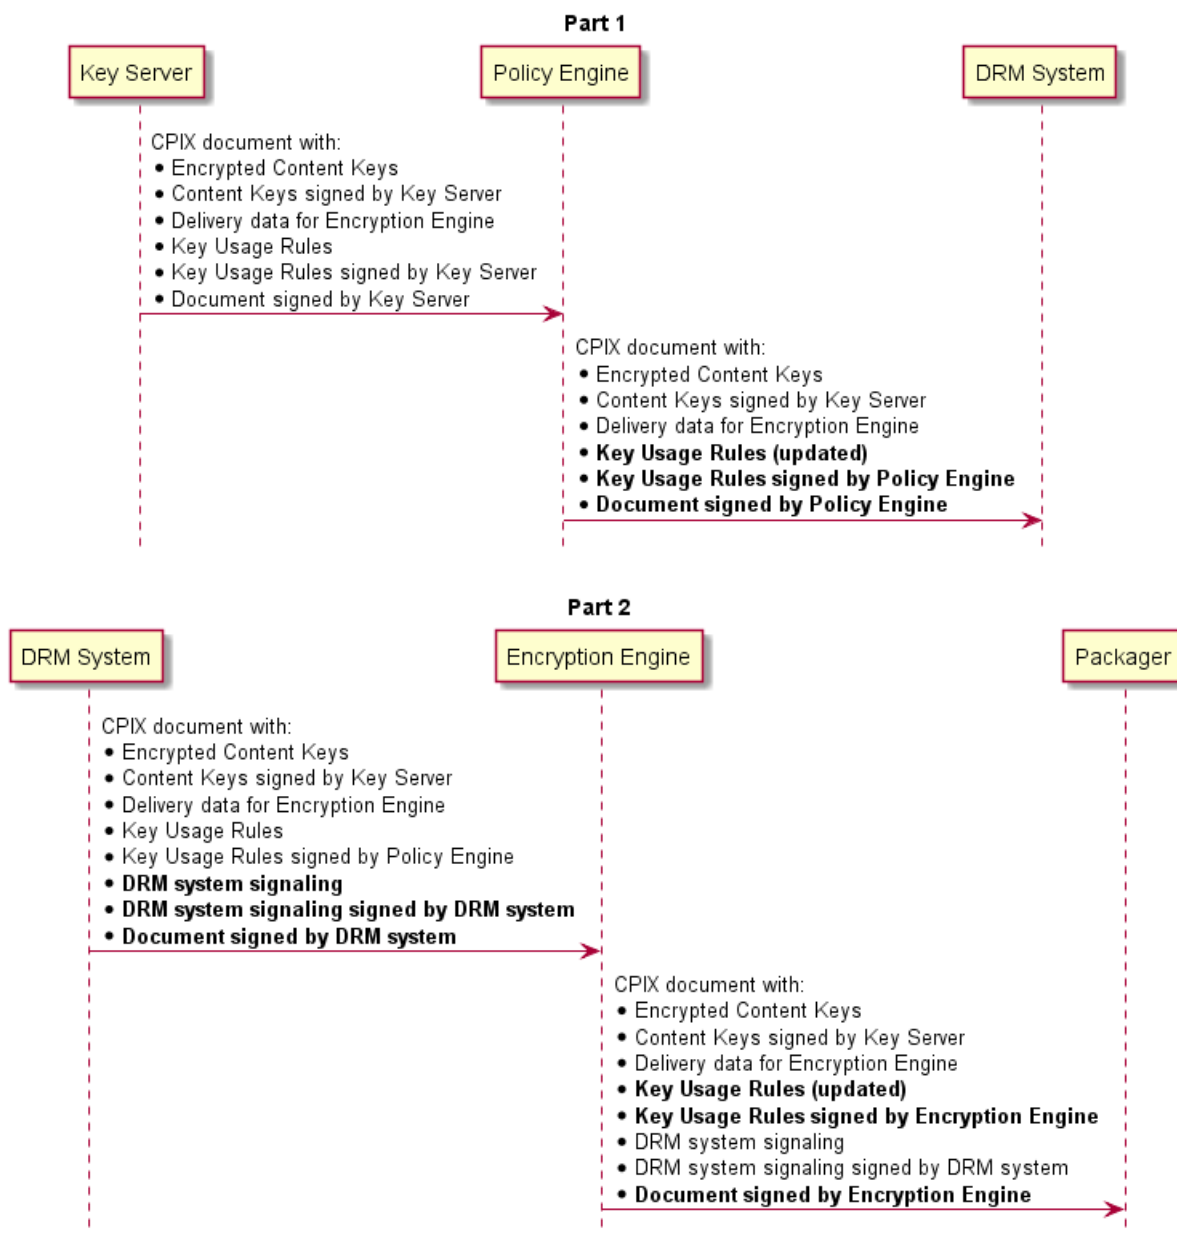 Part 1
Key Server
Policy Engine
DRM System
CPIX document with:
• Encrypted Content Keys
• Content Keys signed by Key Server
• Delivery data for Encryption Engine
• Key Usage Rules
• Key Usage Rules signed by Key Server
• Document signed by Key Server
CPIX document with:
• Encrypted Content Keys
• Content Keys signed by Key Server
• Delivery data for Encryption Engine
• Key Usage Rules (updated)
• Key Usage Rules signed by Policy Engine
• Document signed by Policy Engine
Part 2
DRM System
Encryption Engine
Packager
CPIX document with:
• Encrypted Content Keys
• Content Keys signed by Key Server
• Delivery data for Encryption Engine
• Key Usage Rules
• Key Usage Rules signed by Policy Engine
• DRM system signaling
• DRM system signaling signed by DRM system
• Document signed by DRM system
CPIX document with:
• Encrypted Content Keys
• Content Keys signed by Key Server
• Delivery data for Encryption Engine
• Key Usage Rules (updated)
• Key Usage Rules signed by Encryption Engine
• DRM system signaling
• DRM system signaling signed by DRM system
• Document signed by Encryption Engine